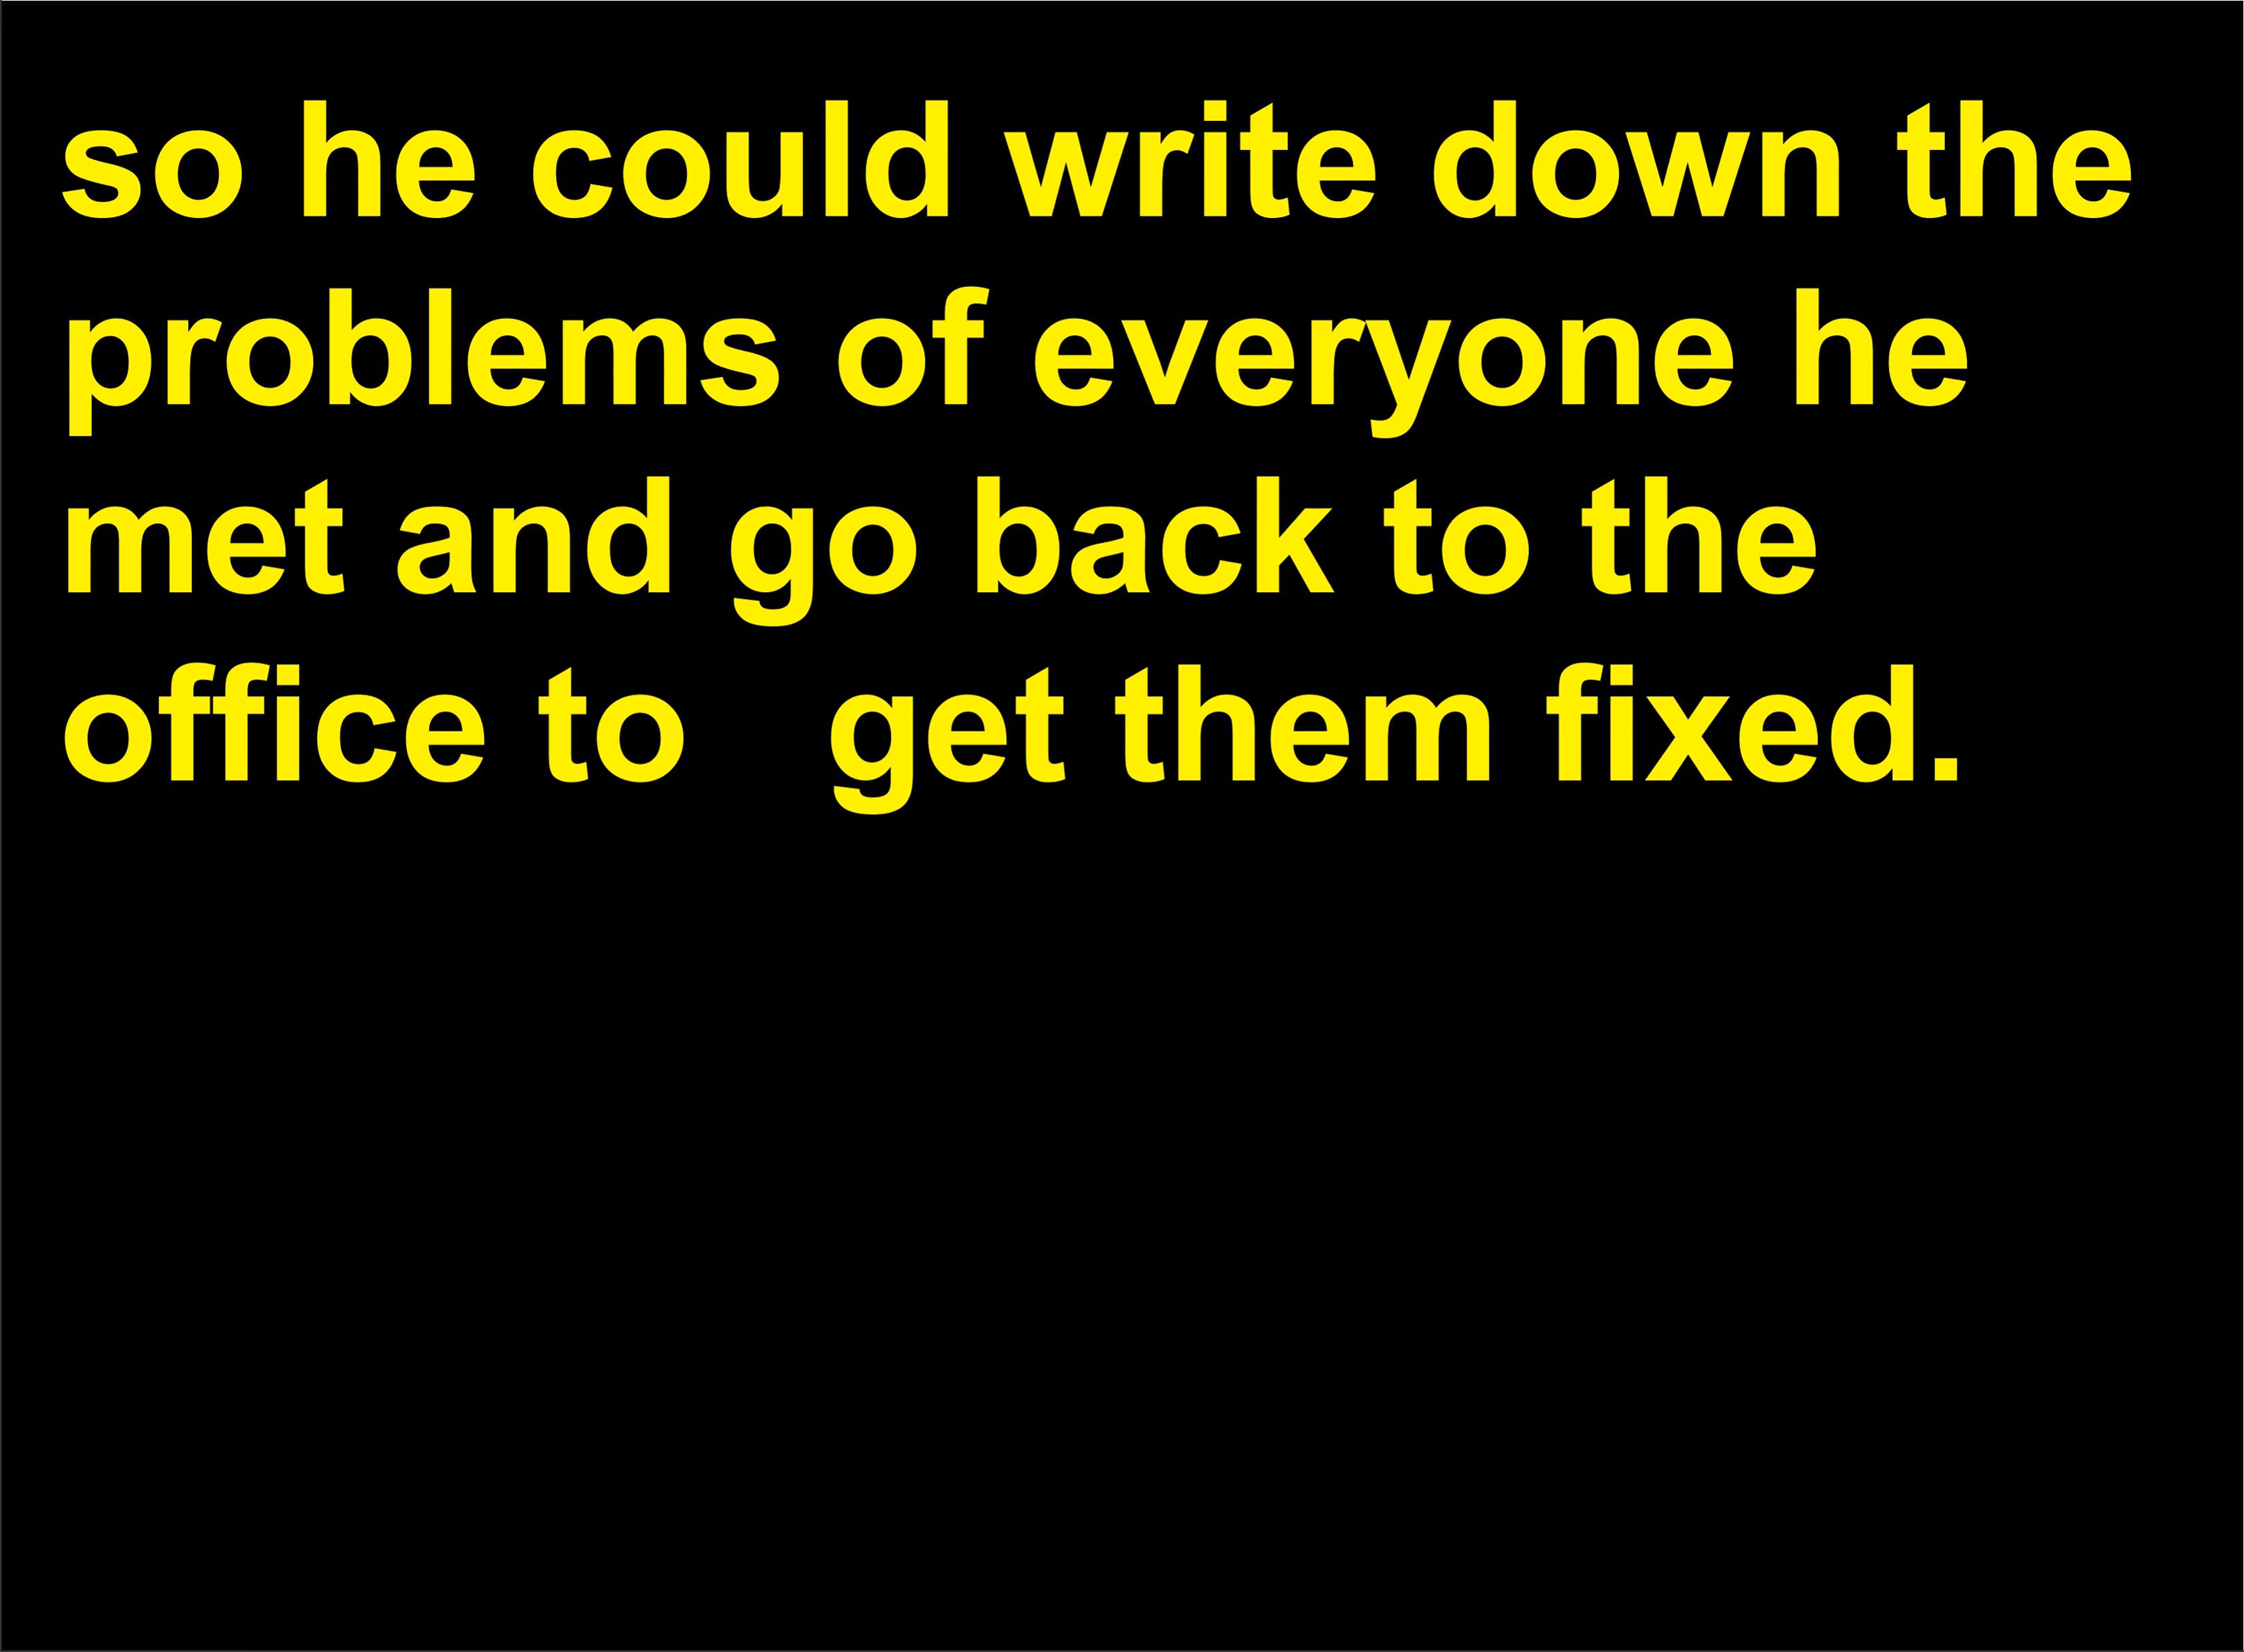 so he could write down the
problems of everyone he
met and go back to the
office to   get them fixed.